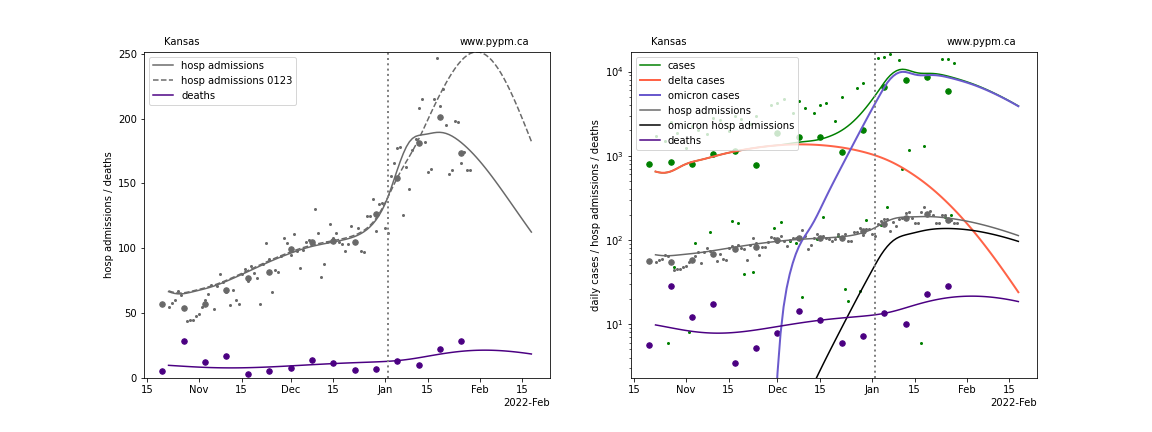 Kansas www.pypm.ca
hosp admissions
hosp admissions 0123
deaths
hosp admissions / deaths
250
200
150
100
50
0
15 Nov 15 Dec 15 Jan 15 Feb 15
2022-Feb
Kansas www.pypm.ca
cases
delta cases
omicron cases
hosp admissions
omicron hosp admissions
deaths
daily cases / hosp admissions / deaths
10⁴
10³
10²
10¹
15 Nov 15 Dec 15 Jan 15 Feb 15
2022-Feb